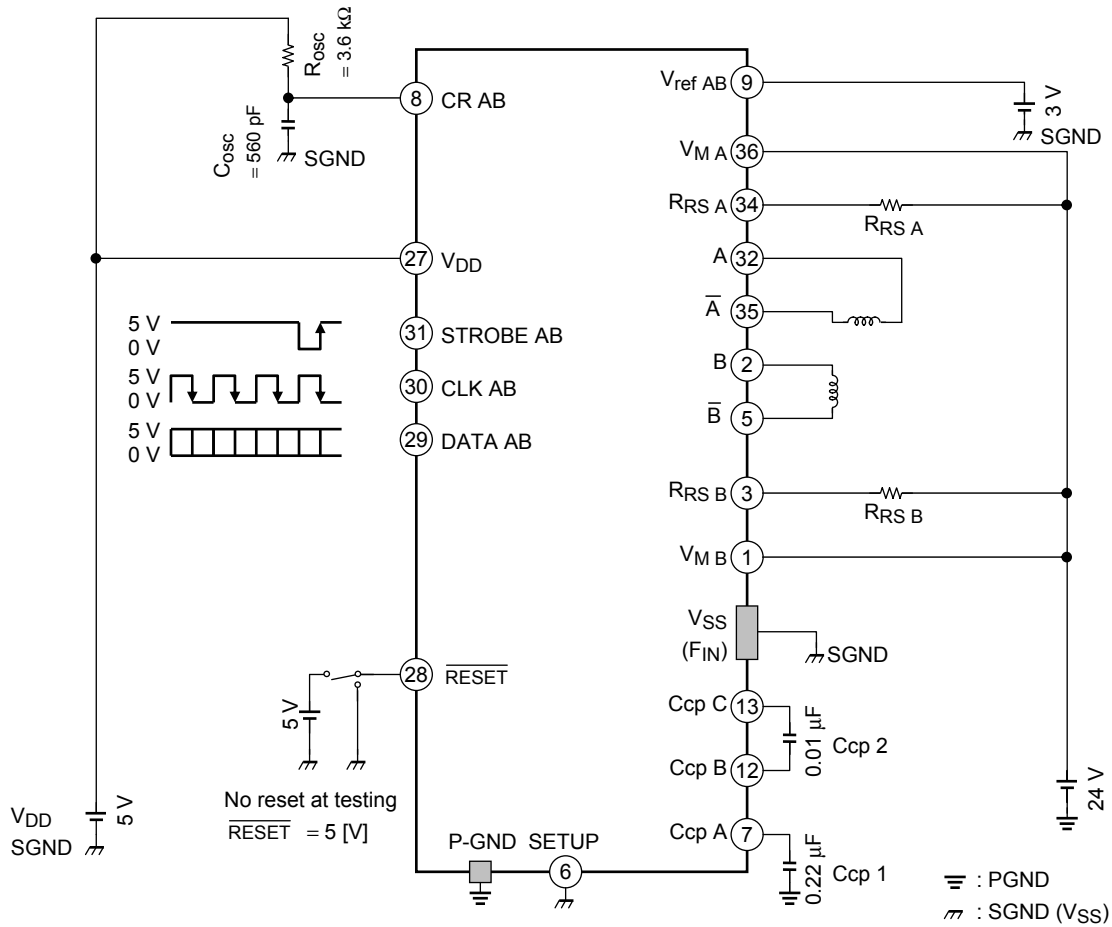 Rosc
= 3.6 kΩ
Cosc
= 560 pF
SGND
8
CR AB
27
VDD
5 V
0 V
31
STROBE AB
5 V
0 V
30
CLK AB
5 V
0 V
29
DATA AB
28
RESET
5 V
No reset at testing
RESET = 5 [V]
VDD
5 V
SGND
P-GND
SETUP
6
Vref AB
9
3 V
SGND
VM A
36
RRS A
34
RRS A
A
32
A
35
B
2
B
5
RRS B
3
RRS B
VM B
1
VSS
(FIN)
SGND
Ccp C
13
0.01 μF
Ccp 2
Ccp B
12
Ccp A
7
0.22 μF
Ccp 1
24 V
: PGND
: SGND (VSS)